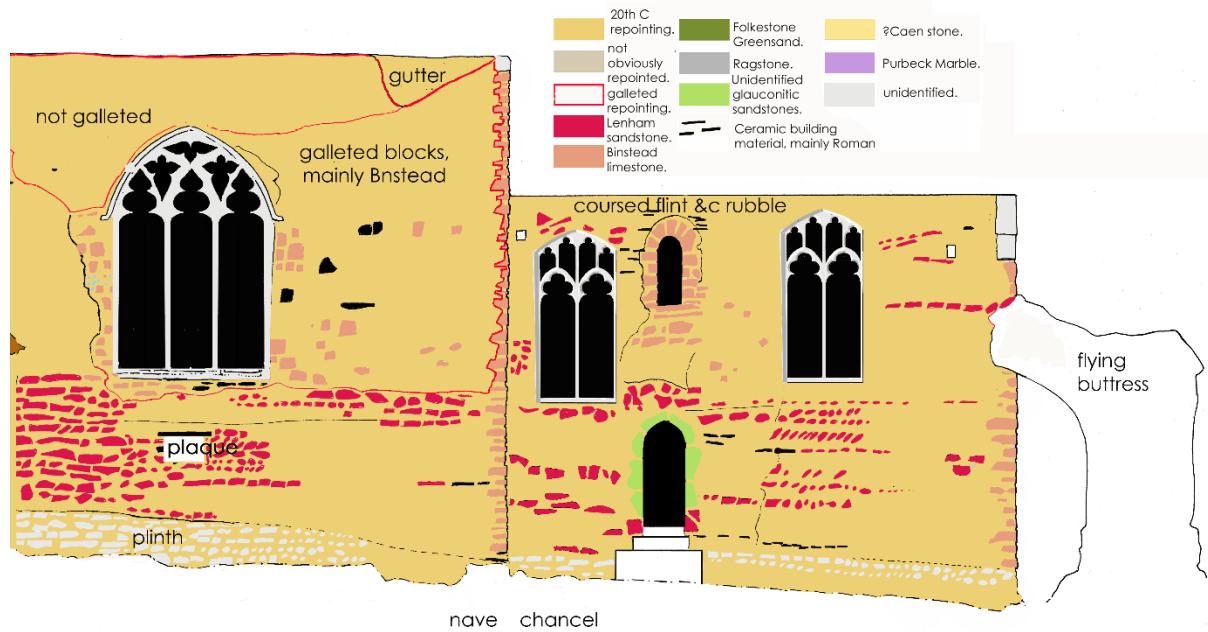 20th C
repointing.
not
obviously
repointed.
galleted
repointing.
Lenham
sandstone.
Binstead
limestone.
Folkestone
Greensand.
Ragstone.
Unidentified
glauconitic
sandstones.
Ceramic building
material, mainly Roman
?Caen stone.
Purbeck Marble.
unidentified.
gutter
not galleted
galleted blocks,
mainly Bnstead
coursed flint &c rubble
flying
buttress
plaque
plinth
nave chancel